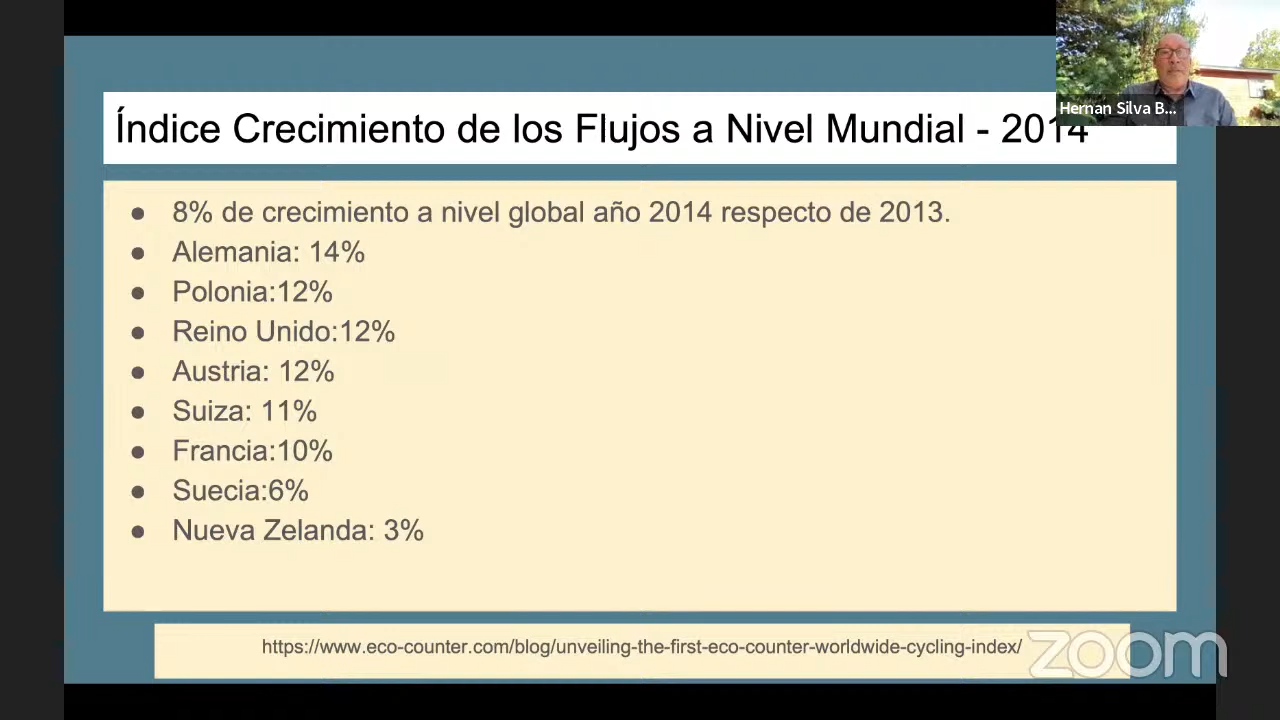 Índice Crecimiento de los Flujos a Nivel Mundial - 2014
Hernan Silva B...
● 8% de crecimiento a nivel global año 2014 respecto de 2013.
● Alemania: 14%
● Polonia:12%
● Reino Unido:12%
● Austria: 12%
● Suiza: 11%
● Francia:10%
● Suecia:6%
● Nueva Zelanda: 3%
https://www.eco-counter.com/blog/unveiling-the-first-eco-counter-worldwide-cycling-index/
zoom